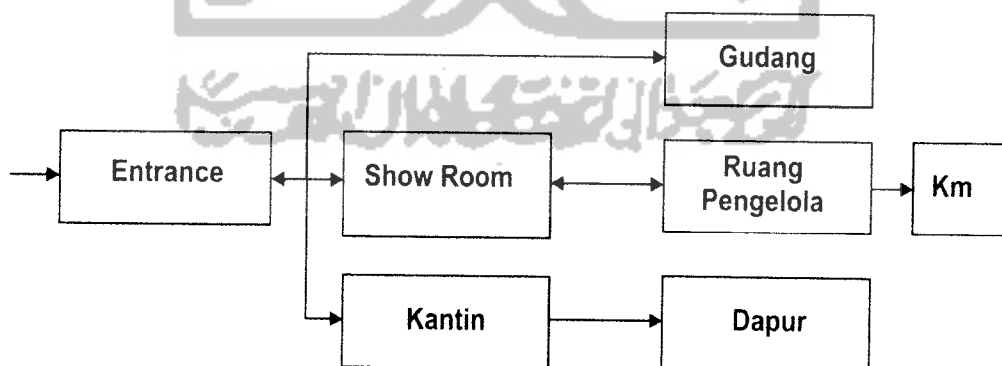 Gudang
Entrance
Show Room
Ruang
Pengelola
Km
Kantin
Dapur